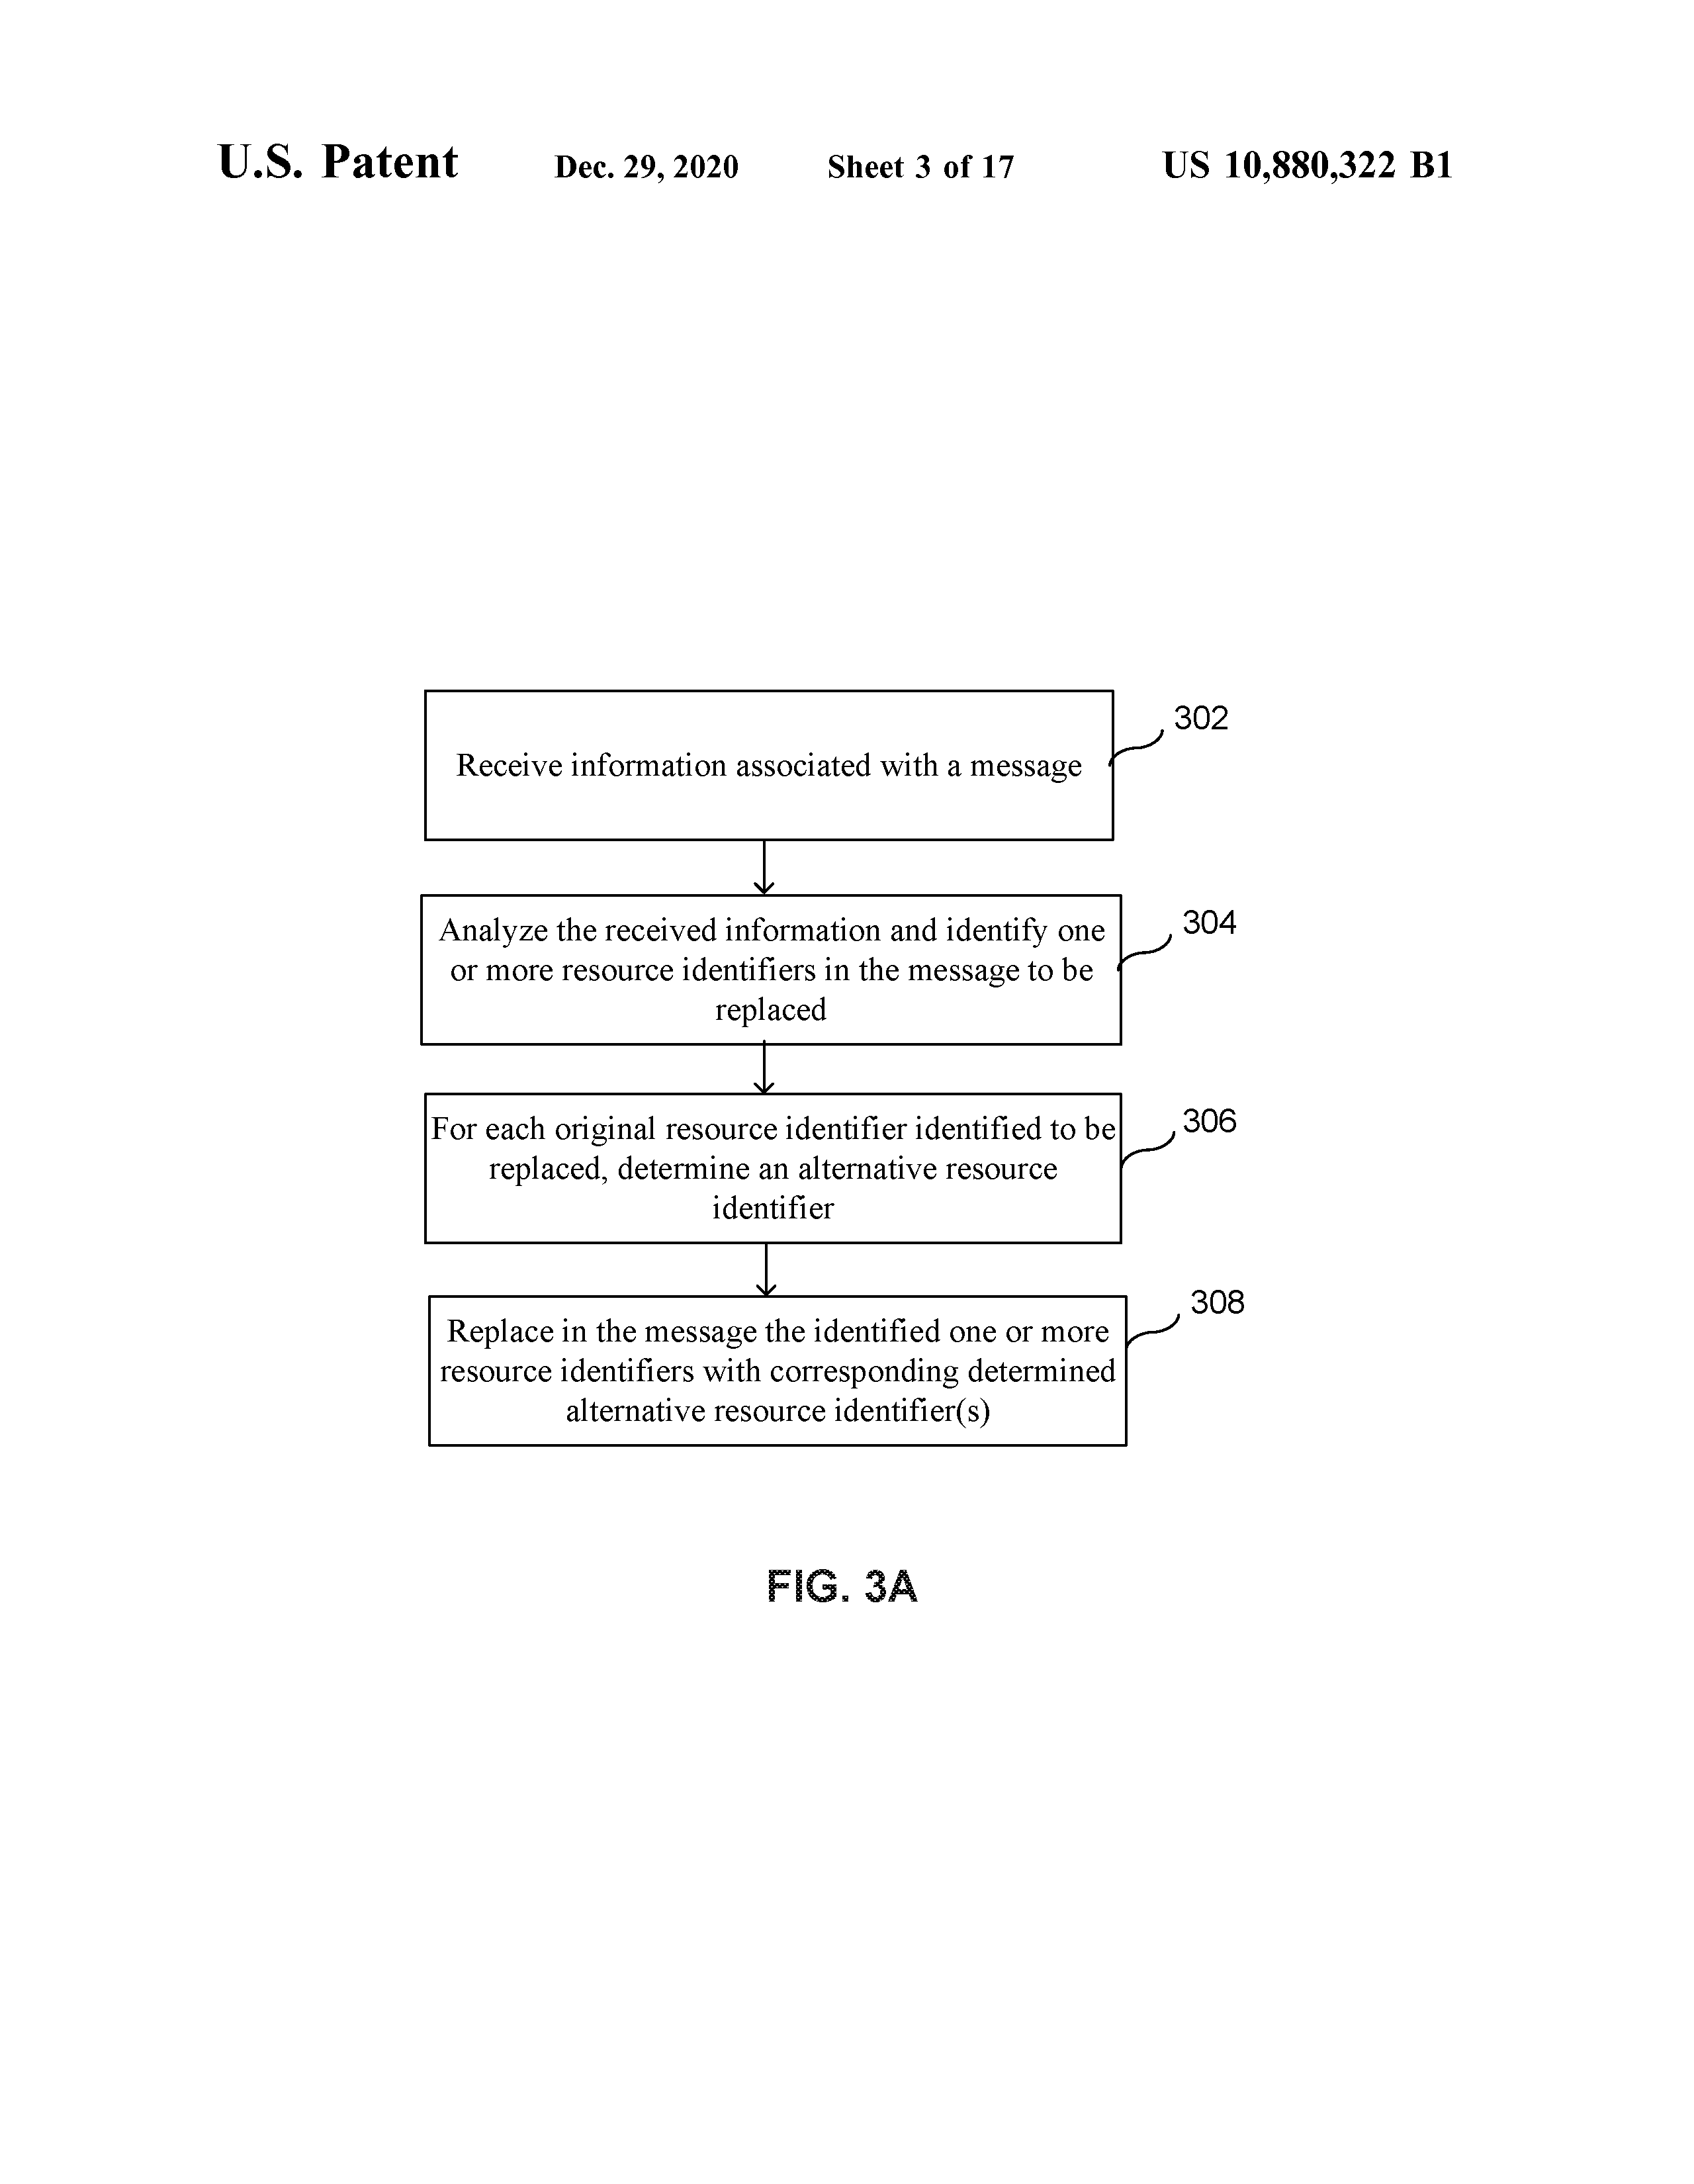 U.S. Patent Dec. 29, 2020 Sheet 3 of 17 US 10,880,322 B1
302
Receive information associated with a message
304
Analyze the received information and identify one
or more resource identifiers in the message to be
replaced
306
For each original resource identifier identified to be
replaced, determine an alternative resource
identifier
308
Replace in the message the identified one or more
resource identifiers with corresponding determined
alternative resource identifier(s)
FIG. 3A